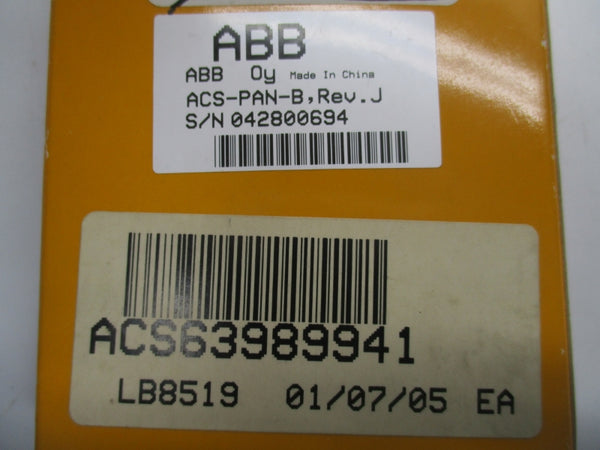 ABB
ABB Oy Made In China
ACS-PAN-B,Rev.J
S/N 042800694
ACS63989941
LB8519 01/07/05 EA